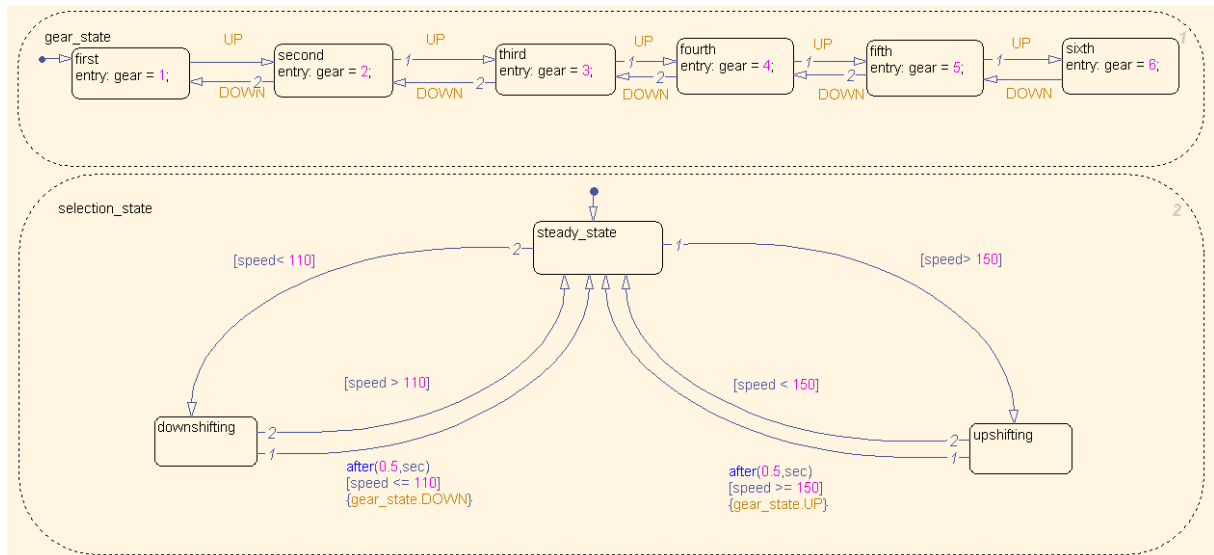 gear_state
1
UP
UP
UP
UP
UP
first
entry: gear = 1;
second
entry: gear = 2;
third
entry: gear = 3;
fourth
entry: gear = 4;
fifth
entry: gear = 5;
sixth
entry: gear = 6;
1
1
1
1
2
2
2
2
DOWN
DOWN
DOWN
DOWN
DOWN
selection_state
2
steady_state
2
1
[speed< 110]
[speed> 150]
[speed > 110]
[speed < 150]
downshifting
2
1
upshifting
2
1
after(0.5,sec)
[speed <= 110]
{gear_state.DOWN}
after(0.5,sec)
[speed >= 150]
{gear_state.UP}